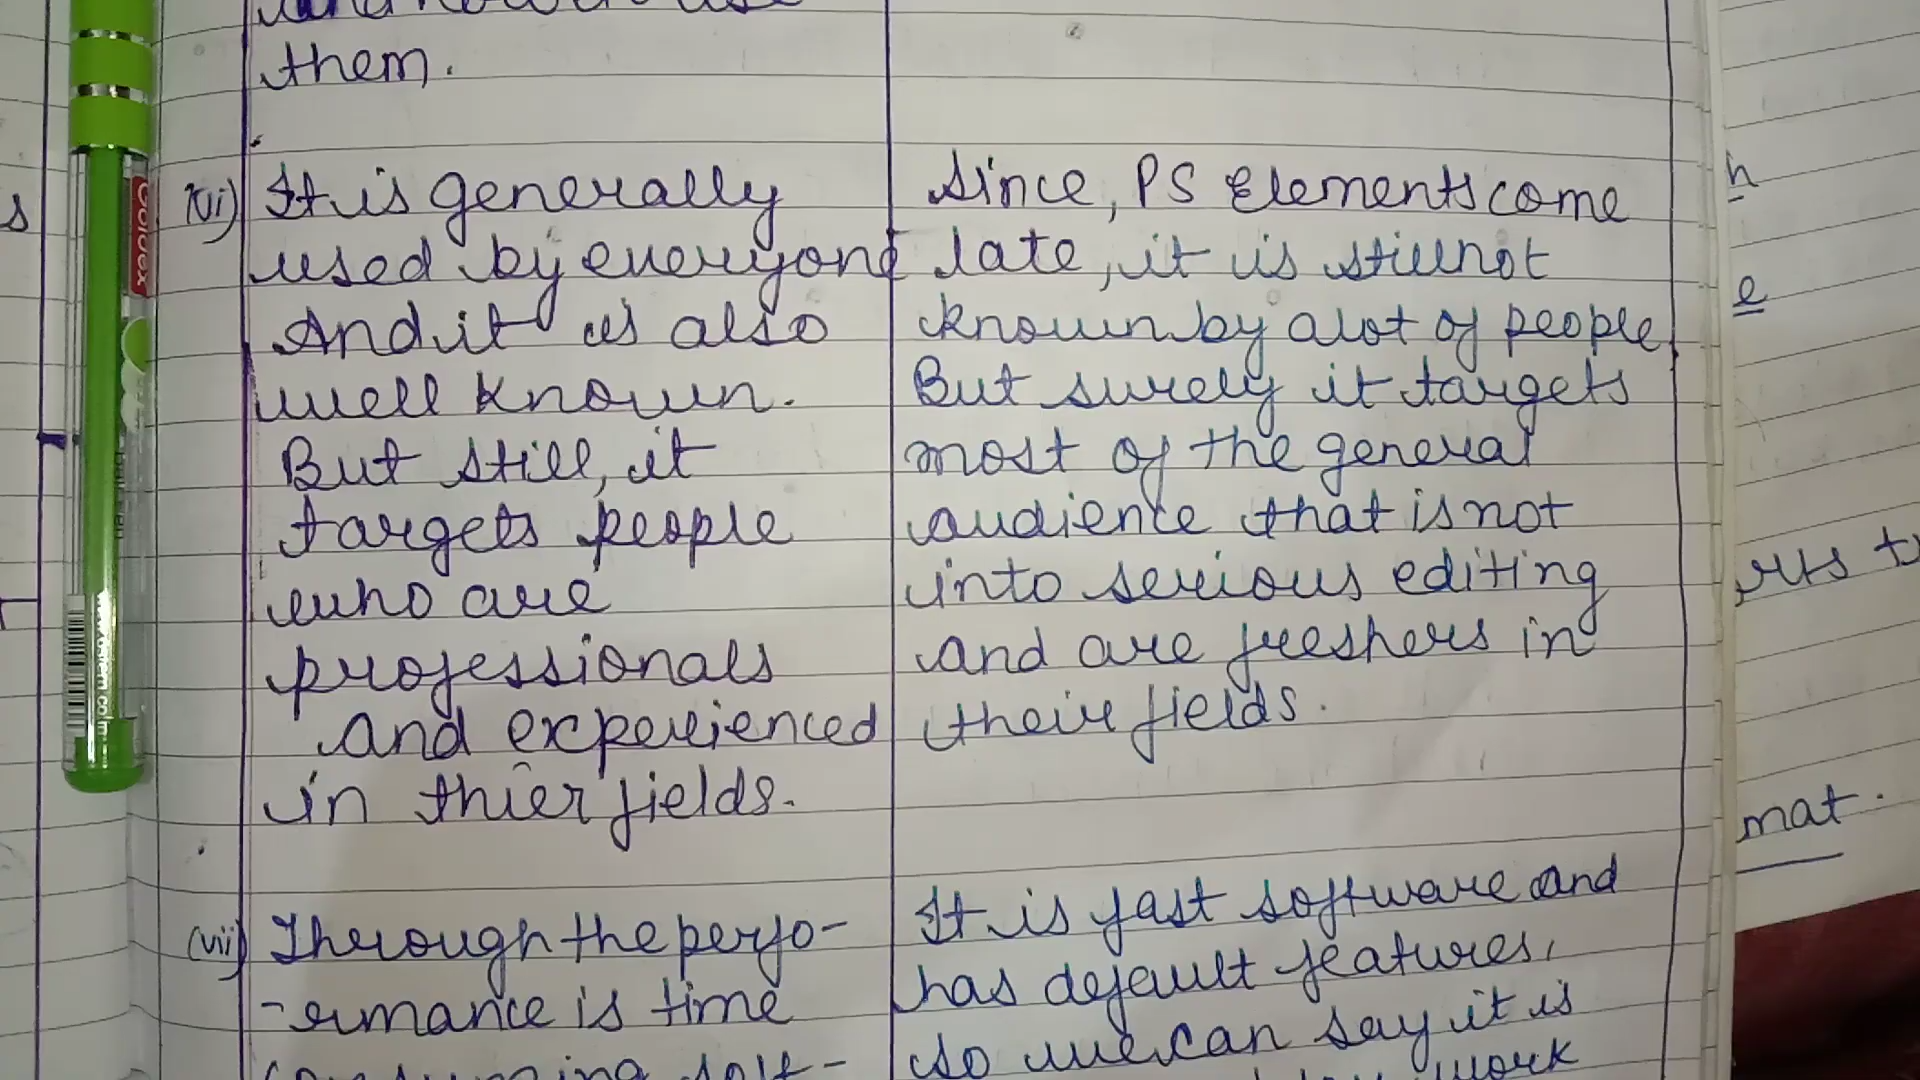 them.
(vi) It is generally
used by everyone
And it is also
well known.
But still, it
targets people
who are
professionals
and experienced
in thier fields.
Since, PS Elements come
late, it is still not
known by a lot of people
But surely it targets
most of the general
audience that is not
into serious editing
and are freshers in
their fields.
(vii) Through the perfo-
-ermance is time
It is fast software and
has default features,
so we can say it is
work
s
h
e
mat.